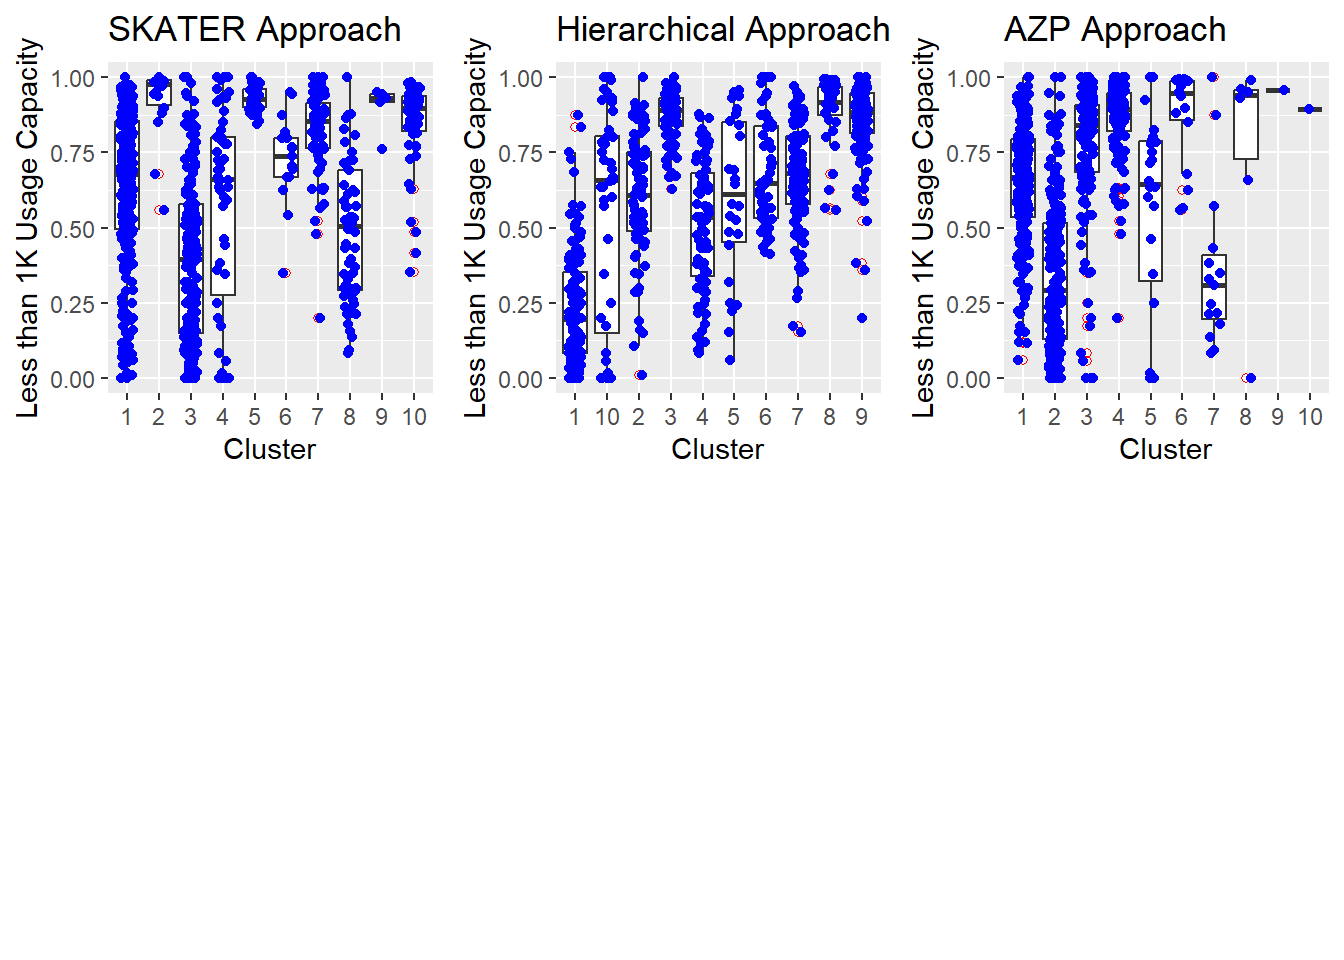 SKATER Approach
Less than 1K Usage Capacity
1.00
0.75
0.50
0.25
0.00
1 2 3 4 5 6 7 8 9 10
Cluster
Hierarchical Approach
Less than 1K Usage Capacity
1.00
0.75
0.50
0.25
0.00
1 10 2 3 4 5 6 7 8 9
Cluster
AZP Approach
Less than 1K Usage Capacity
1.00
0.75
0.50
0.25
0.00
1 2 3 4 5 6 7 8 9 10
Cluster